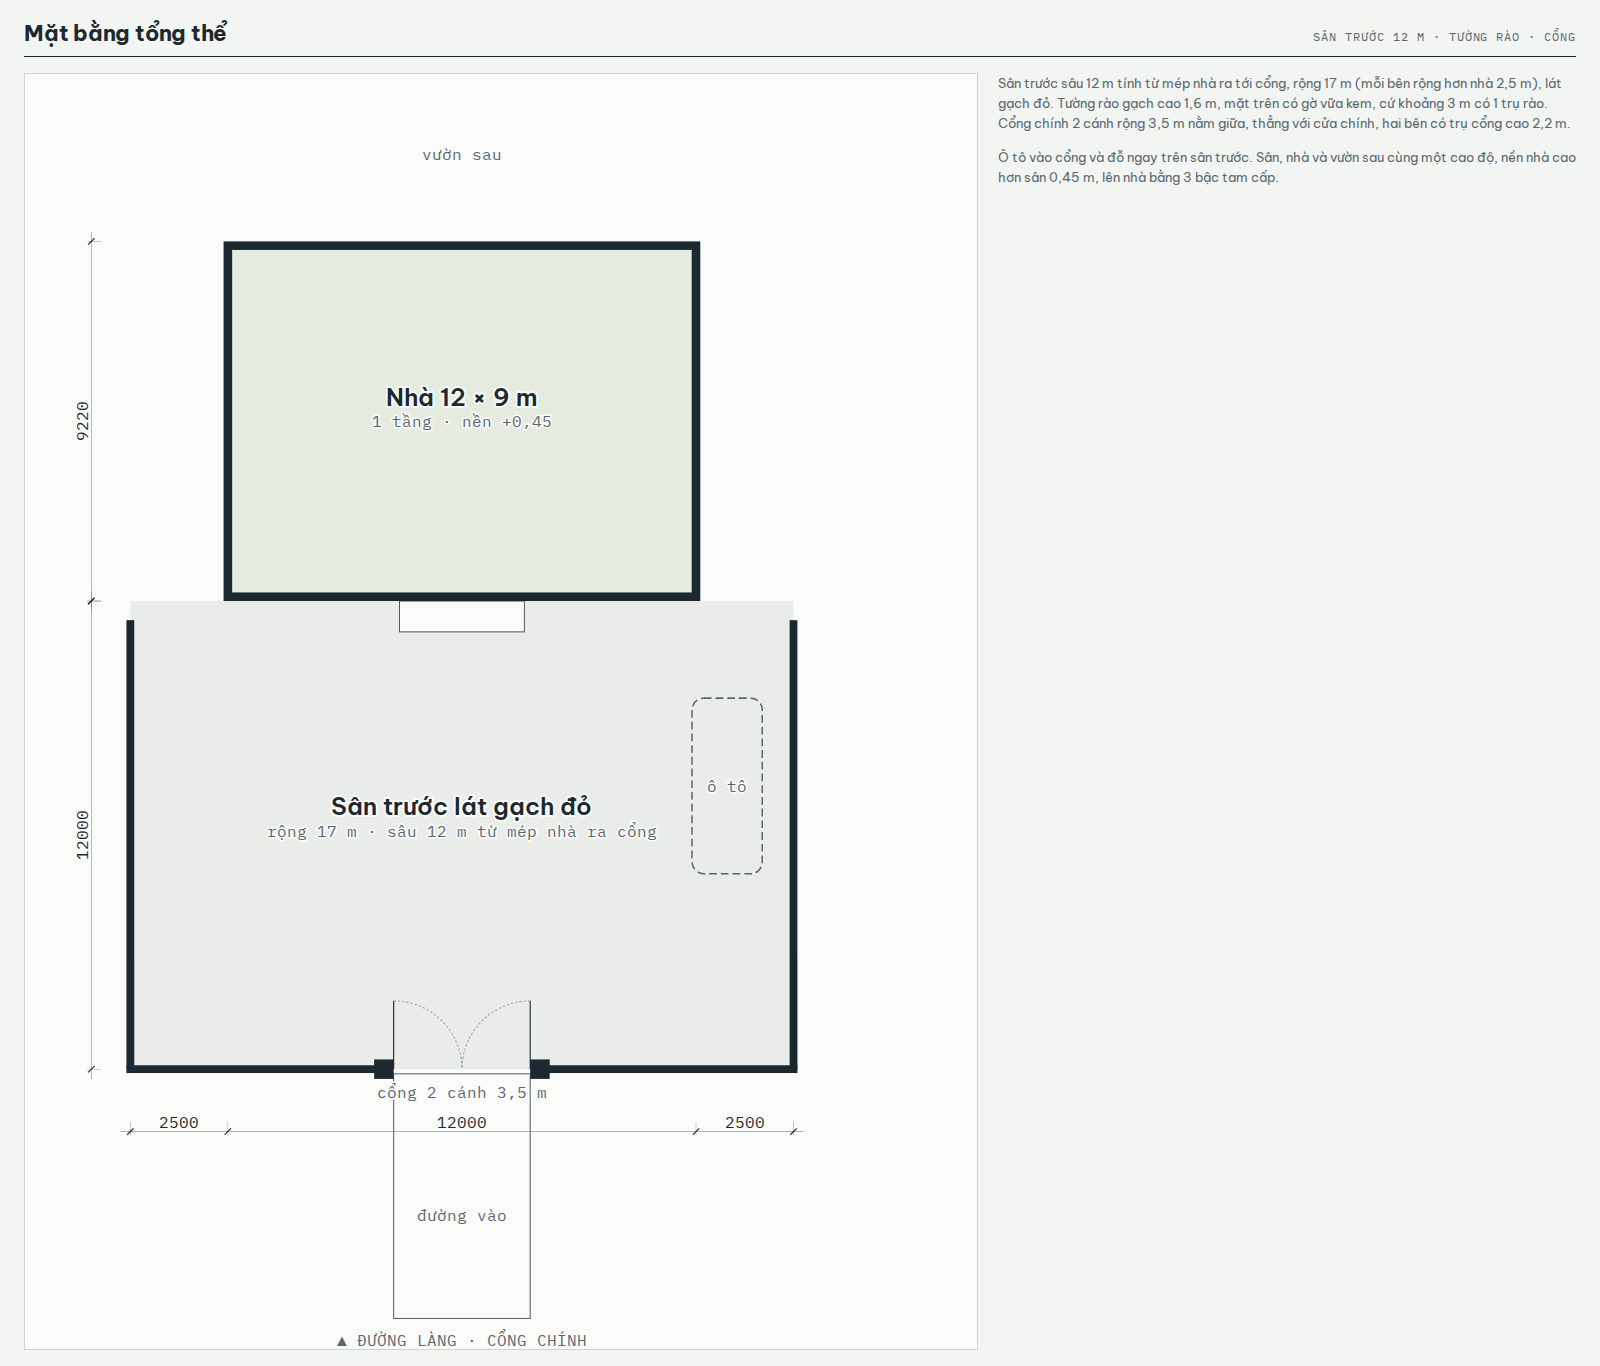 Mặt bằng tổng thể
SÂN TRƯỚC 12 M · TƯỜNG RÀO · CỔNG
Sân trước sâu 12 m tính từ mép nhà ra tới cổng, rộng 17 m (mỗi bên rộng hơn nhà 2,5 m), lát
gạch đỏ. Tường rào gạch cao 1,6 m, mặt trên có gờ vữa kem, cứ khoảng 3 m có 1 trụ rào.
Cổng chính 2 cánh rộng 3,5 m nằm giữa, thẳng với cửa chính, hai bên có trụ cổng cao 2,2 m.
Ô tô vào cổng và đỗ ngay trên sân trước. Sân, nhà và vườn sau cùng một cao độ, nền nhà cao
hơn sân 0,45 m, lên nhà bằng 3 bậc tam cấp.
vườn sau
9220
Nhà 12 × 9 m
1 tầng · nền +0,45
12000
ô tô
Sân trước lát gạch đỏ
rộng 17 m · sâu 12 m từ mép nhà ra cổng
cổng 2 cánh 3,5 m
2500
12000
2500
đường vào
▲ ĐƯỜNG LÀNG · CỔNG CHÍNH